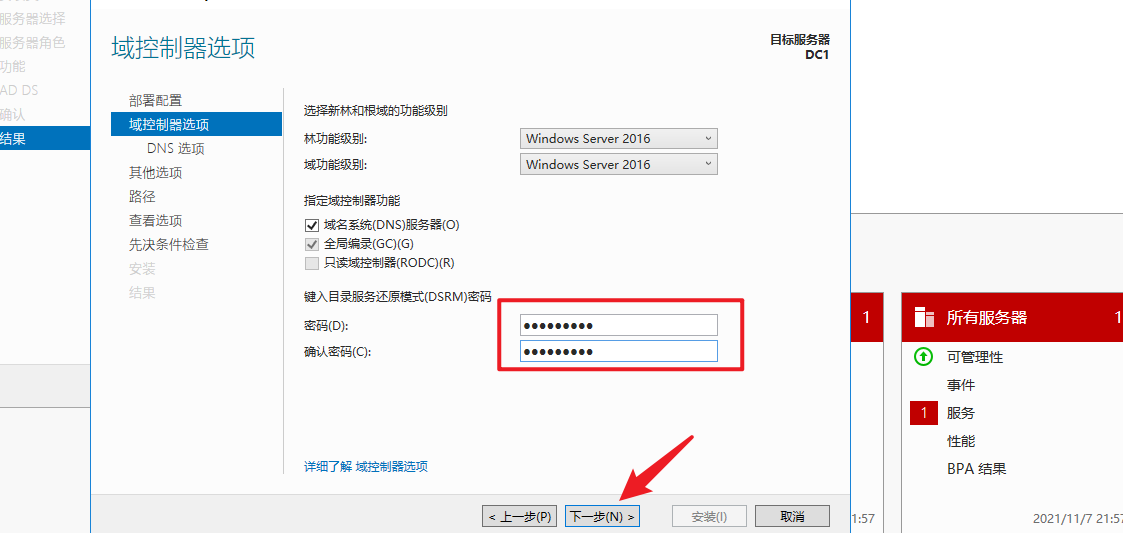 服务器选择
服务器角色
功能
AD DS
确认
结果
域控制器选项
目标服务器
DC1
部署配置
域控制器选项
DNS 选项
其他选项
路径
查看选项
先决条件检查
安装
结果
选择新林和根域的功能级别
林功能级别:
Windows Server 2016
域功能级别:
Windows Server 2016
指定域控制器功能
域名系统(DNS)服务器(O)
全局编录(GC)(G)
只读域控制器(RODC)(R)
键入目录服务还原模式(DSRM)密码
密码(D):
●●●●●●●●●
确认密码(C):
●●●●●●●●●
详细了解 域控制器选项
< 上一步(P)
下一步(N) >
安装(I)
取消
1
1:57
所有服务器
1
可管理性
事件
1 服务
性能
BPA 结果
2021/11/7 21:57